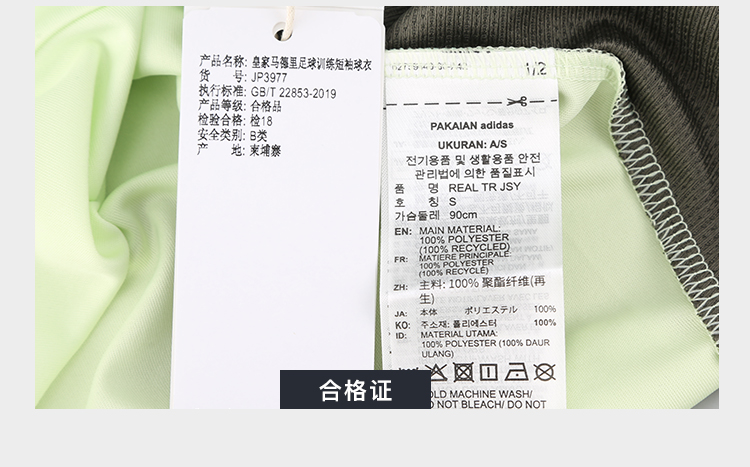 产品名称: 皇家马德里足球训练短袖球衣
货 号: JP3977
执行标准: GB/T 22853-2019
产品等级: 合格品
检验合格: 检18
安全类别: B类
产 地: 柬埔寨
1/2
PAKAIAN adidas
UKURAN: A/S
전기용품 및 생활용품 안전
관리법에 의한 품질표시
品 명 REAL TR JSY
호 칭 S
가슴둘레 90cm
EN: MAIN MATERIAL:
100% POLYESTER
(100% RECYCLED)
FR: MATIERE PRINCIPALE:
100% POLYESTER
(100% RECYCLÉ)
ZH: 主料: 100% 聚酯纤维(再
生)
JA: 本体 ポリエステル 100%
KO: 주소재: 폴리에스터 100%
ID: MATERIAL UTAMA:
100% POLYESTER (100% DAUR
ULANG)
OLD MACHINE WASH/
O NOT BLEACH/ DO NOT
合格证